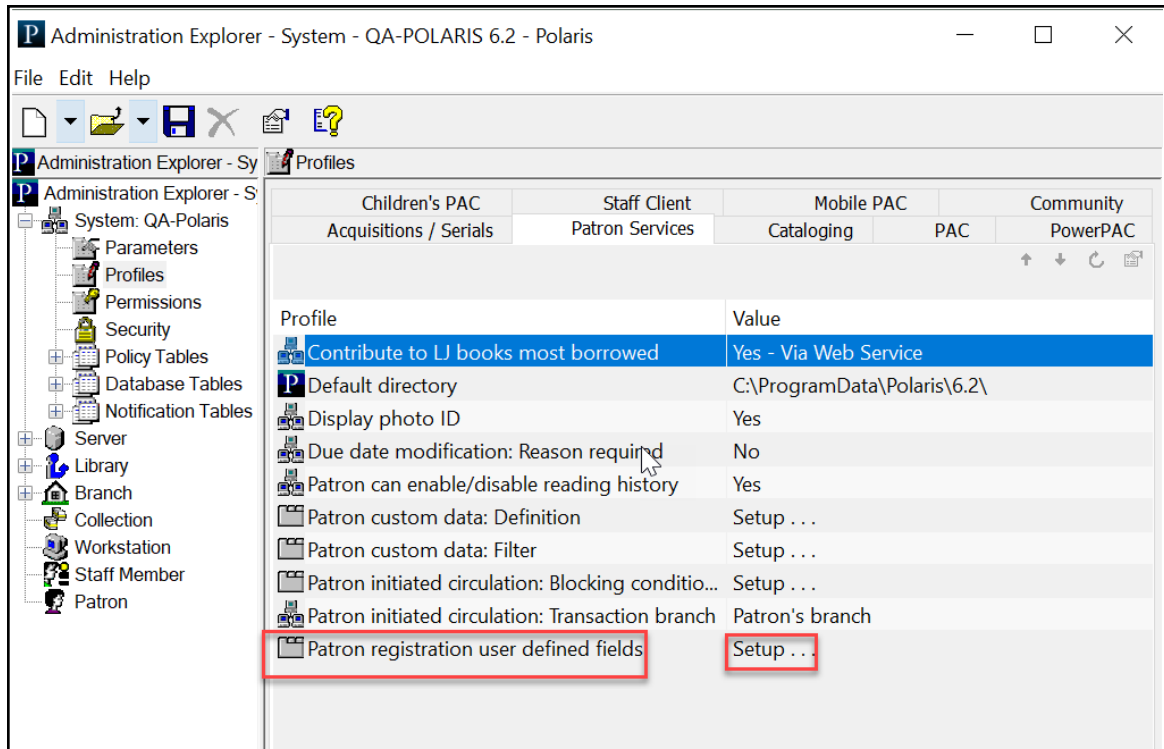 Administration Explorer - System - QA-POLARIS 6.2 - Polaris
File Edit Help
Administration Explorer - Sy
Profiles
Administration Explorer - S
System: QA-Polaris
Parameters
Profiles
Permissions
Security
Policy Tables
Database Tables
Notification Tables
Server
Library
Branch
Collection
Workstation
Staff Member
Patron
Children's PAC Staff Client Mobile PAC Community
Acquisitions / Serials Patron Services Cataloging PAC PowerPAC
Profile Value
Contribute to LJ books most borrowed Yes - Via Web Service
Default directory C:\ProgramData\Polaris\6.2\
Display photo ID Yes
Due date modification: Reason required No
Patron can enable/disable reading history Yes
Patron custom data: Definition Setup . . .
Patron custom data: Filter Setup . . .
Patron initiated circulation: Blocking conditio... Setup . . .
Patron initiated circulation: Transaction branch Patron's branch
Patron registration user defined fields Setup . . .